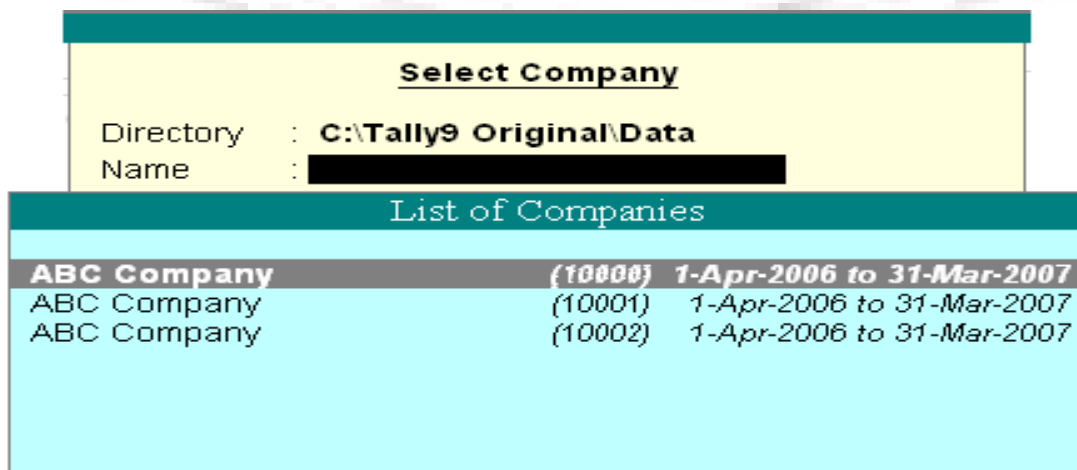 Select Company
Directory : C:\Tally9 Original\Data
Name :
List of Companies
ABC Company (10000) 1-Apr-2006 to 31-Mar-2007
ABC Company (10001) 1-Apr-2006 to 31-Mar-2007
ABC Company (10002) 1-Apr-2006 to 31-Mar-2007